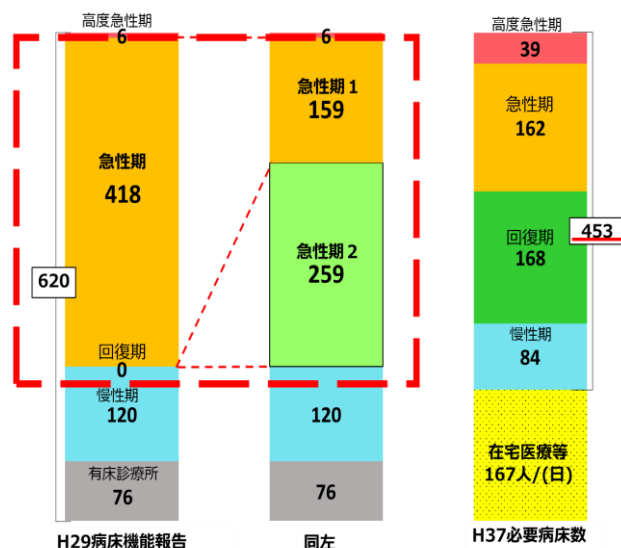 高度急性期
6
急性期
418
620
回復期
0
慢性期
120
有床診療所
76
H29病床機能報告
6
急性期1
159
急性期2
259
120
76
同左
高度急性期
39
急性期
162
回復期
168
453
慢性期
84
在宅医療等
167人/(日)
H37必要病床数